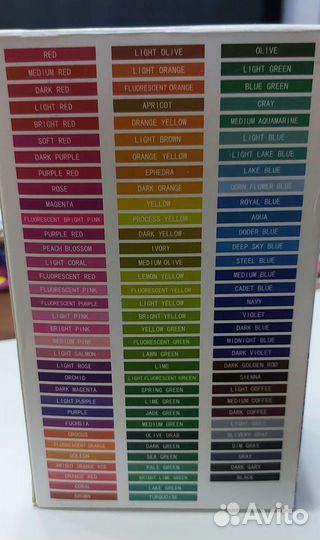 RED
MEDIUM RED
DARK RED
LIGHT RED
BRIGHT RED
SOFT RED
DARK PURPLE
PURPLE RED
ROSE
MAGENTA
FLUORESCENT BRIGHT PINK
PURPLE RED
PEACH BLOSSOM
LIGHT CORAL
FLUORESCENT RED
FLUORESCENT PINK
FLUORESCENT PURPLE
LIGHT PINK
BRIGHT PINK
MEDIUM PINK
LIGHT SALMON
LIGHT ROSE
ORCHID
DARK MAGENTA
LIGHT PURPLE
PURPLE
FUCHSIA
CROCUS
FLUORESCENT ORANGE
GOLESN
BRIGHT ORANGE RED
ORANGE RED
CORAL
BROWN
LIGHT OLIVE
LIGHT ORANGE
FLUORESCENT ORANGE
APRICOT
ORANGE YELLOW
LIGHT BROWN
ORANGE YELLOW
EPHEDRA
DARK ORANGE
YELLOW
PROCESS YELLOW
DARK YELLOW
IVORY
MEDIUM OLIVE
LEMON YELLOW
FLUORESCENT YELLOW
LIGHT YELLOW
YELLOW GREEN
FLUORESCENT GREEN
LAWN GREEN
LIME
LIGHT FLUORESCENT GREEN
SPRING GREEN
LIME GREEN
JADE GREEN
MEDIUM GREEN
OLIVE DRAB
DARK GREEN
SEA GREEN
PALE GREEN
BRIGHT LIME GREEN
LAKE GREEN
TURQUOISE
OLIVE
LIGHT GREEN
BLUE GREEN
GRAY
MEDIUM AQUAMARINE
LIGHT BLUE
LIGHT LAKE BLUE
LAKE BLUE
CORN FLOWER BLUE
ROYAL BLUE
AQUA
DODER BLUE
DEEP SKY BLUE
STEEL BLUE
MEDIUM BLUE
CADET BLUE
NAVY
VIOLET
DARK BLUE
MIDNIGHT BLUE
DARK VIOLET
DARK GOLDEN ROD
SIENNA
LIGHT COFFEE
MEDIUM COFFEE
DARK COFFEE
LIGHT GRAY
SLIVERY GRAY
DIM GRAY
GRAY
DARK GARY
BLACK
Avito